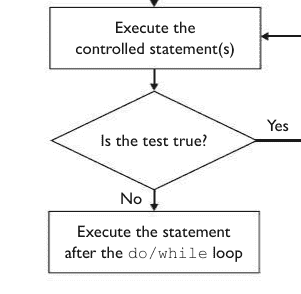 Execute the
controlled statement(s)
Is the test true?
Yes
No
Execute the statement
after the do/while loop